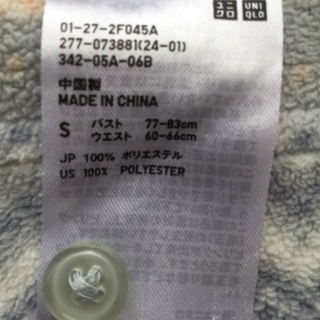 ユニクロ UNIQLO
01-27-2F045A
277-073881(24-01)
342-05A-06B
中国製
MADE IN CHINA
S バスト 77-83cm
ウエスト 60-66cm
JP 100% ポリエステル
US 100% POLYESTER